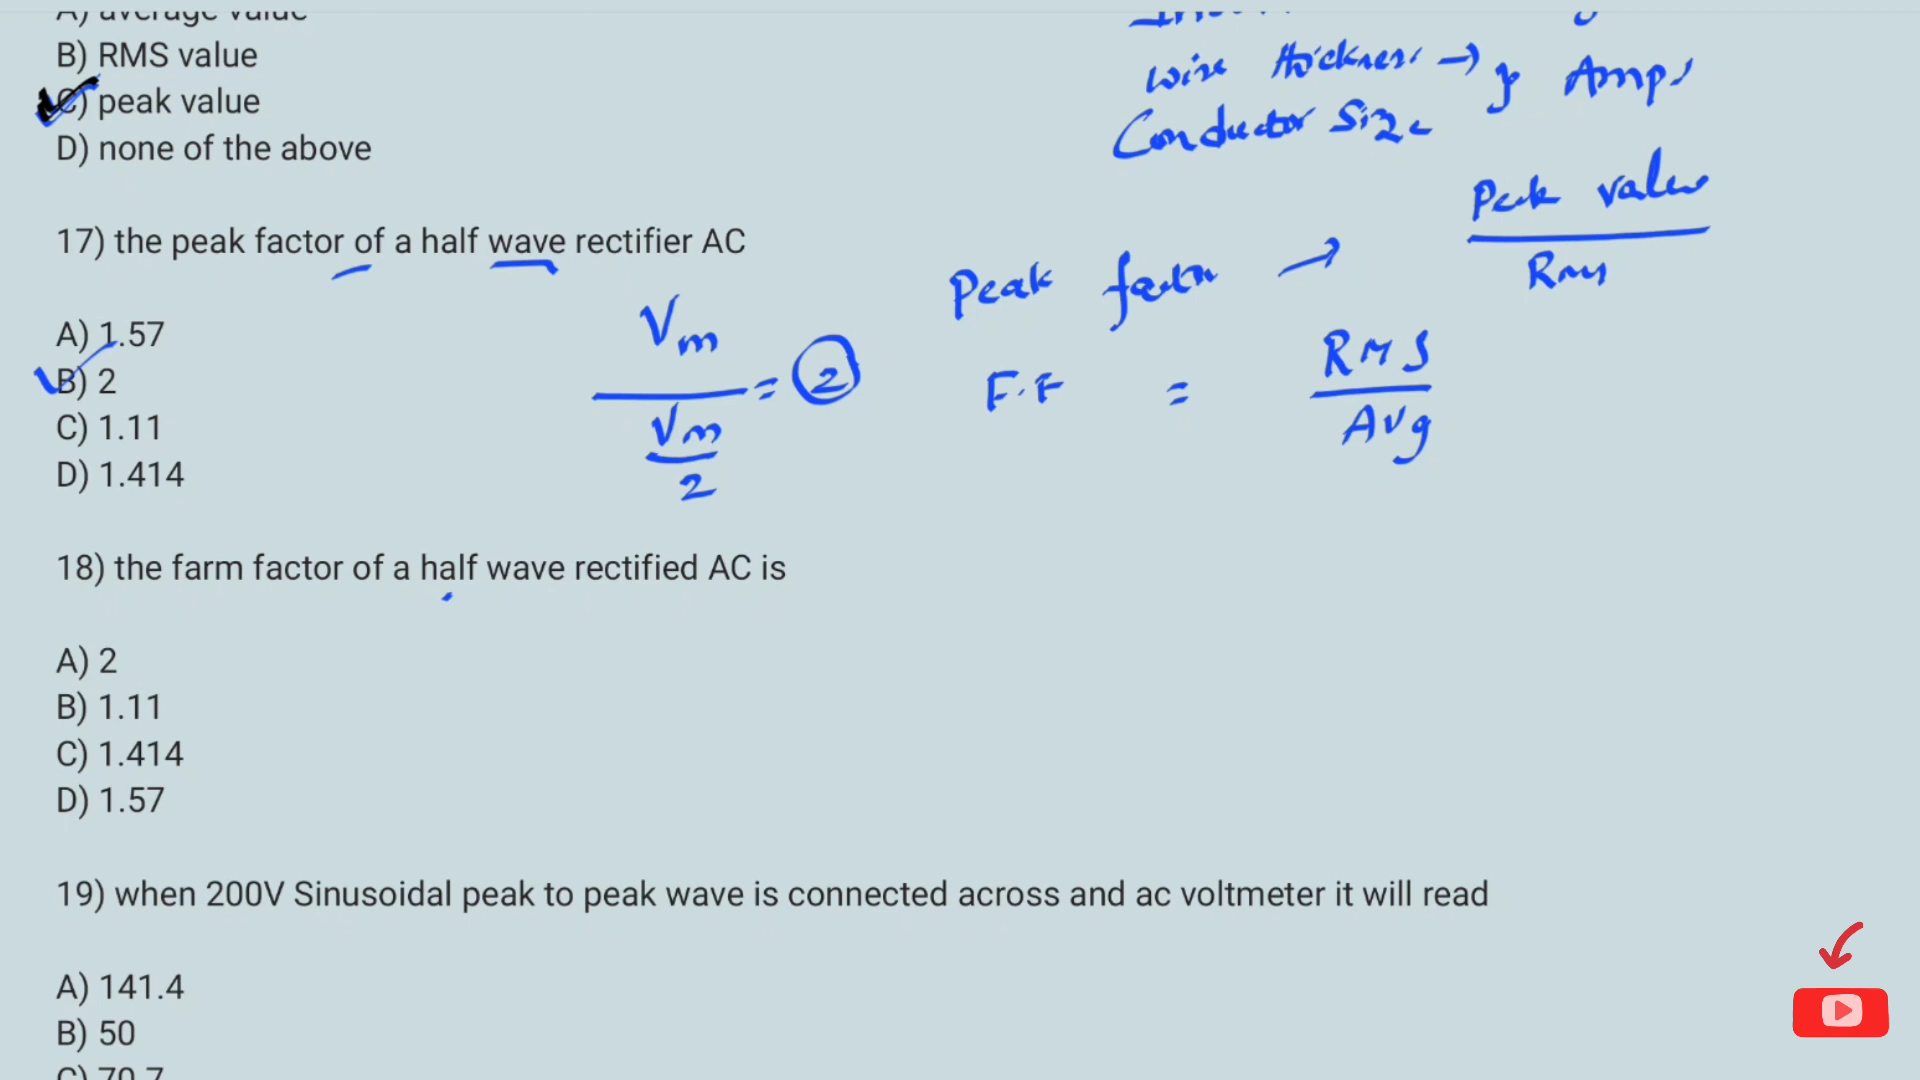 A) average value
B) RMS value
C) peak value
D) none of the above
wire thickness → } Amps
Conductor Size
17) the peak factor of a half wave rectifier AC
A) 1.57
B) 2
C) 1.11
D) 1.414
Vm
Vm
2
= 2
Peak factor → Peak value
Rms
F.F = RMS
Avg
18) the farm factor of a half wave rectified AC is
A) 2
B) 1.11
C) 1.414
D) 1.57
19) when 200V Sinusoidal peak to peak wave is connected across and ac voltmeter it will read
A) 141.4
B) 50
C) 70.7